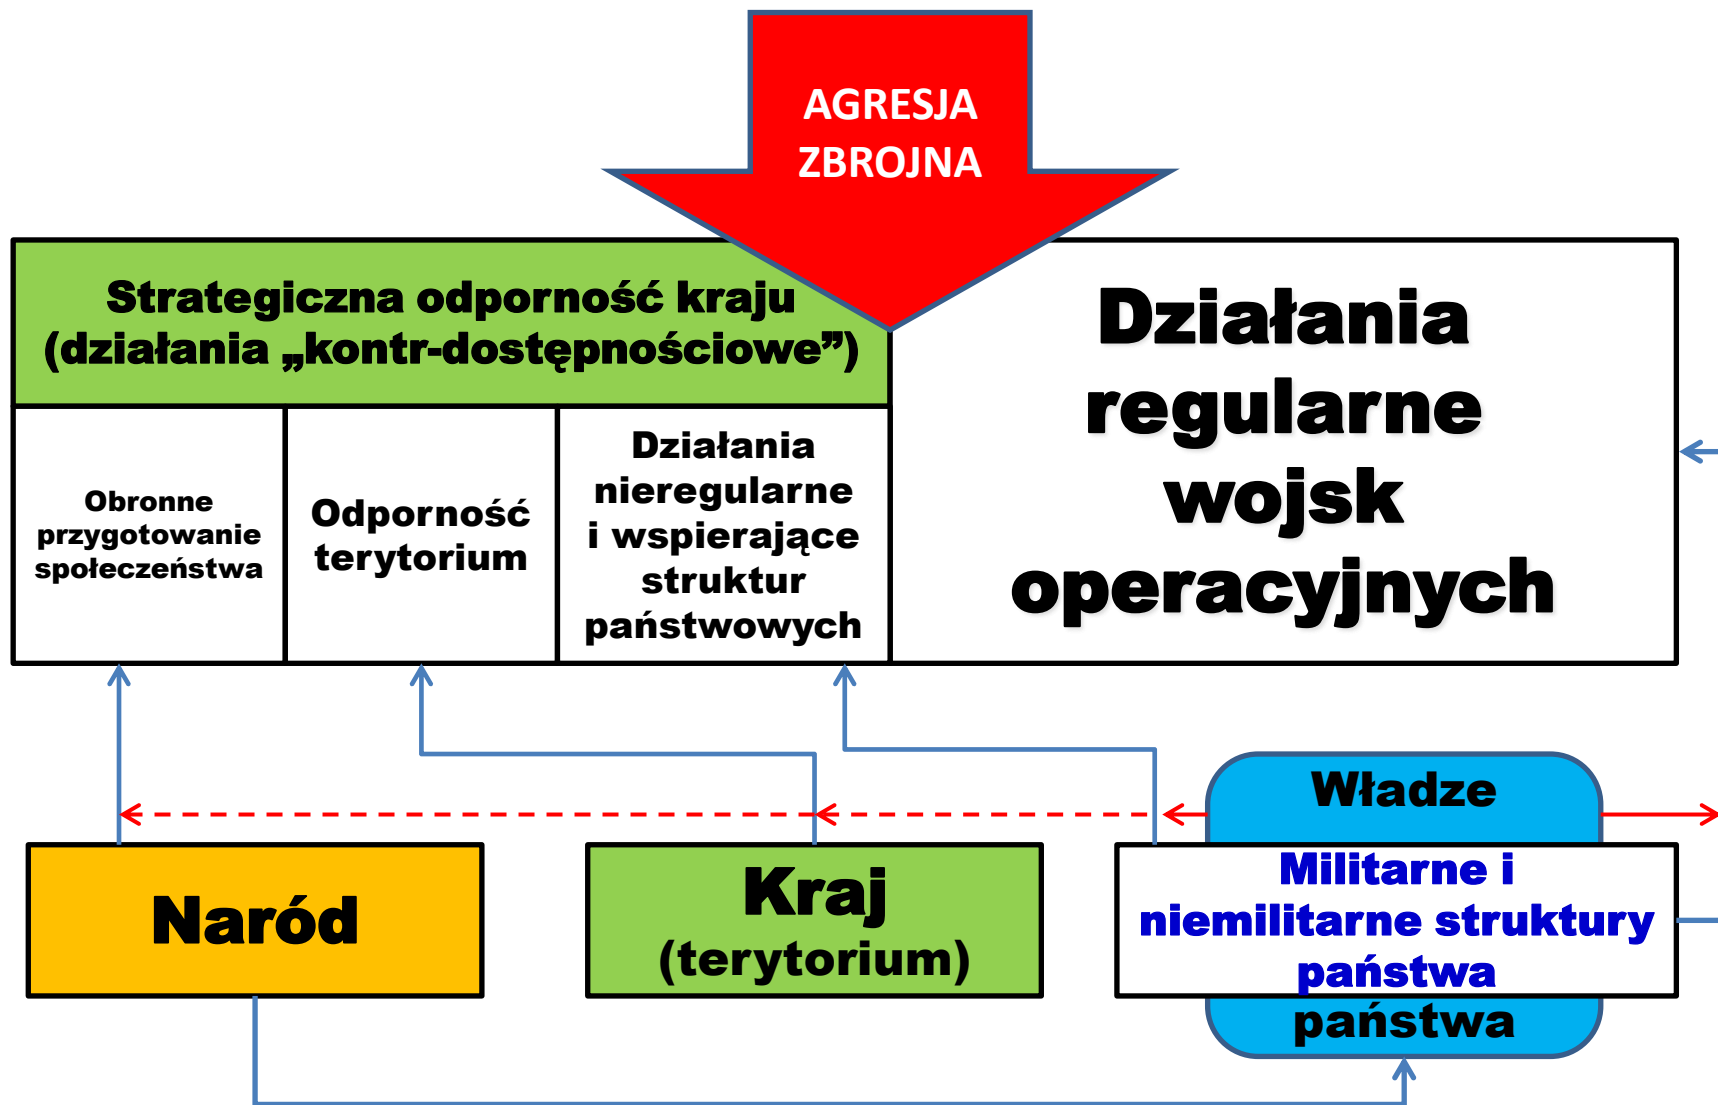 AGRESJA
ZBROJNA
Strategiczna odporność kraju
(działania „kontr-dostępnościowe”)
Działania
regularne
wojsk
operacyjnych
Obronne
przygotowanie
społeczeństwa
Odporność
terytorium
Działania
nieregularne
i wspierające
struktur
państwowych
Naród
Kraj
(terytorium)
Władze
Militarne i
niemilitarne struktury
państwa
państwa